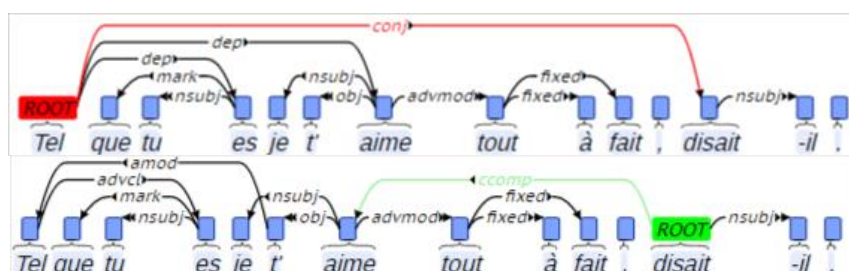 conj
dep
dep
mark nsubj fixed
nsubj obj advmod fixed nsubj
ROOT
Tel que tu es je t' aime tout à fait , disait -il .
amod
advcl ccomp
mark nsubj fixed
nsubj obj advmod fixed ROOT nsubj
Tel que tu es je t' aime tout à fait . disait -il .